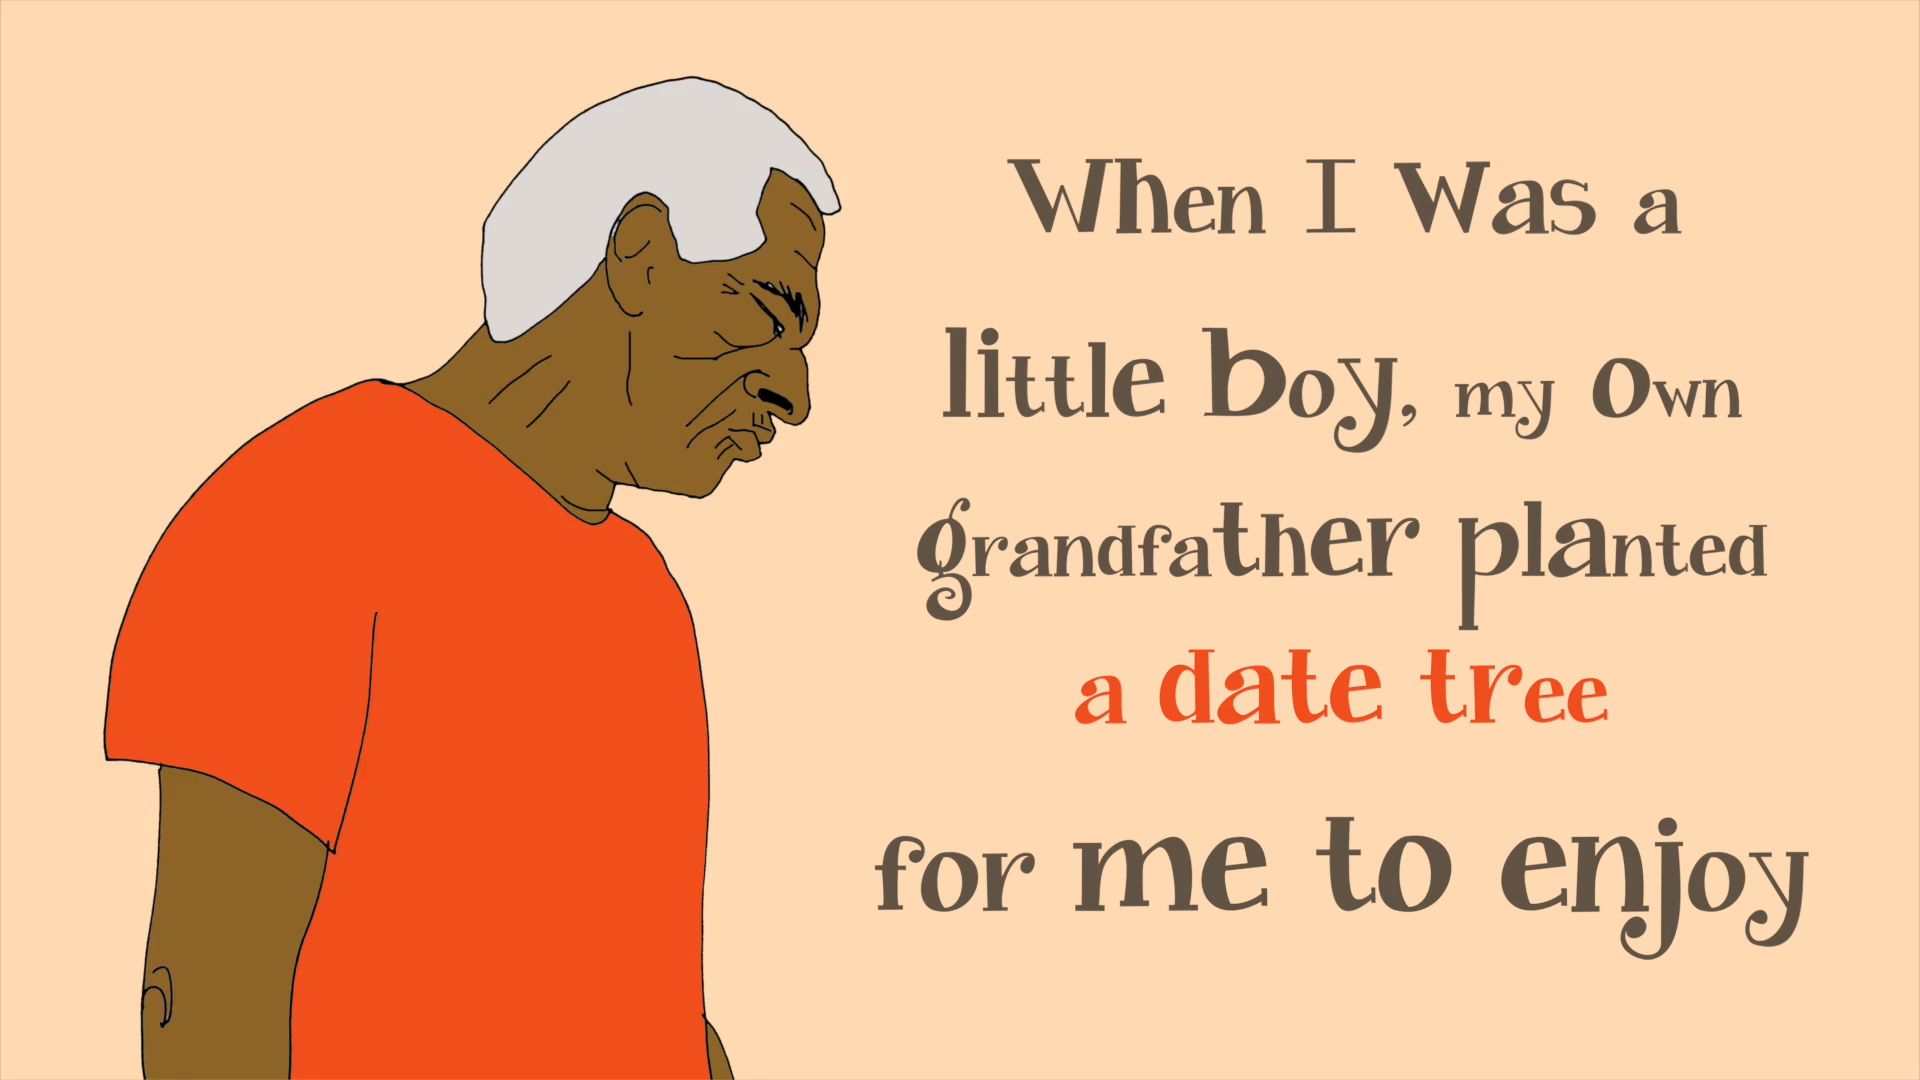 When I Was a
little boy, my own
grandfather planted
a date tree
for me to enjoy